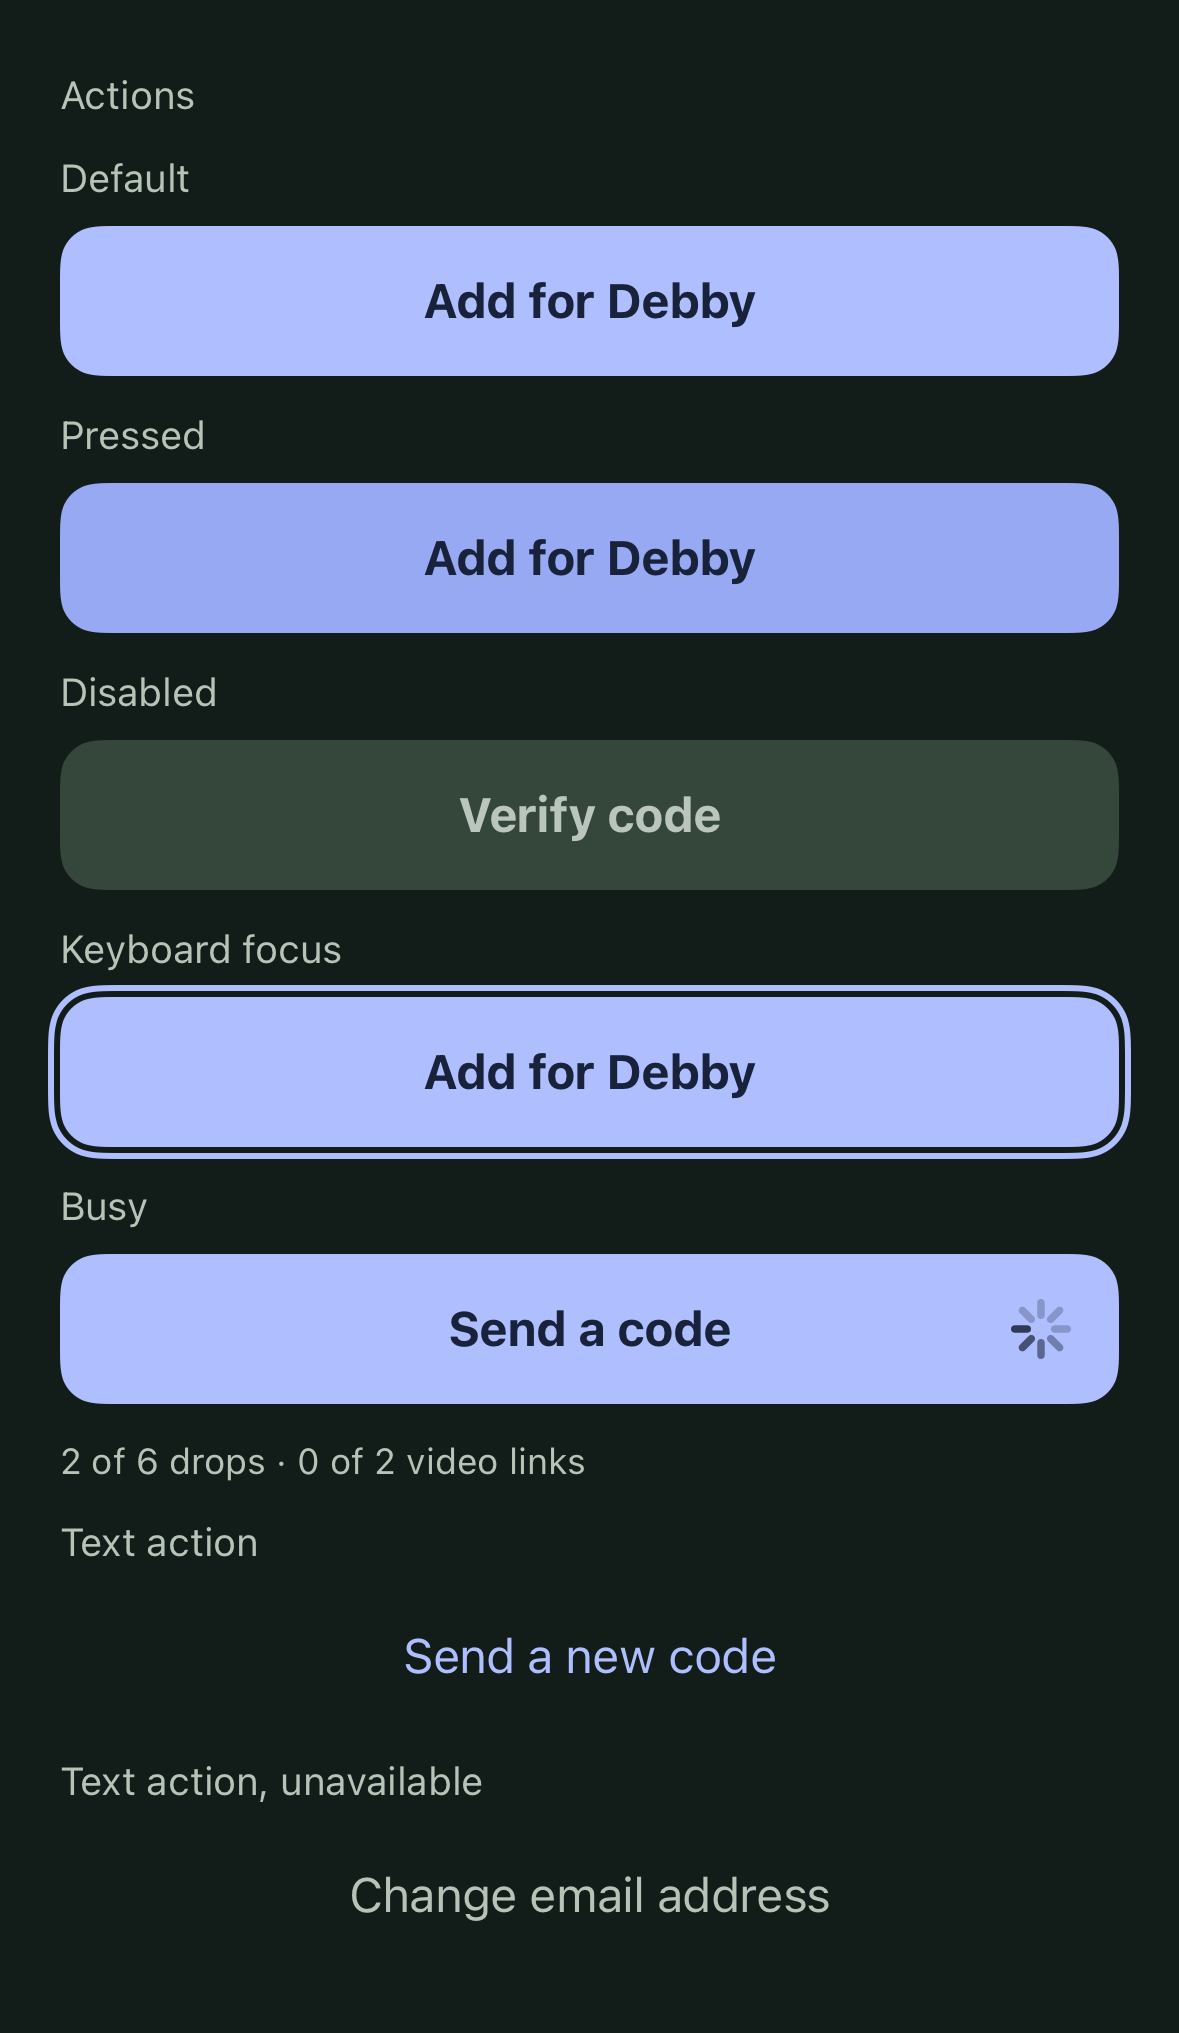 Actions
Default
Add for Debby
Pressed
Add for Debby
Disabled
Verify code
Keyboard focus
Add for Debby
Busy
Send a code
2 of 6 drops · 0 of 2 video links
Text action
Send a new code
Text action, unavailable
Change email address